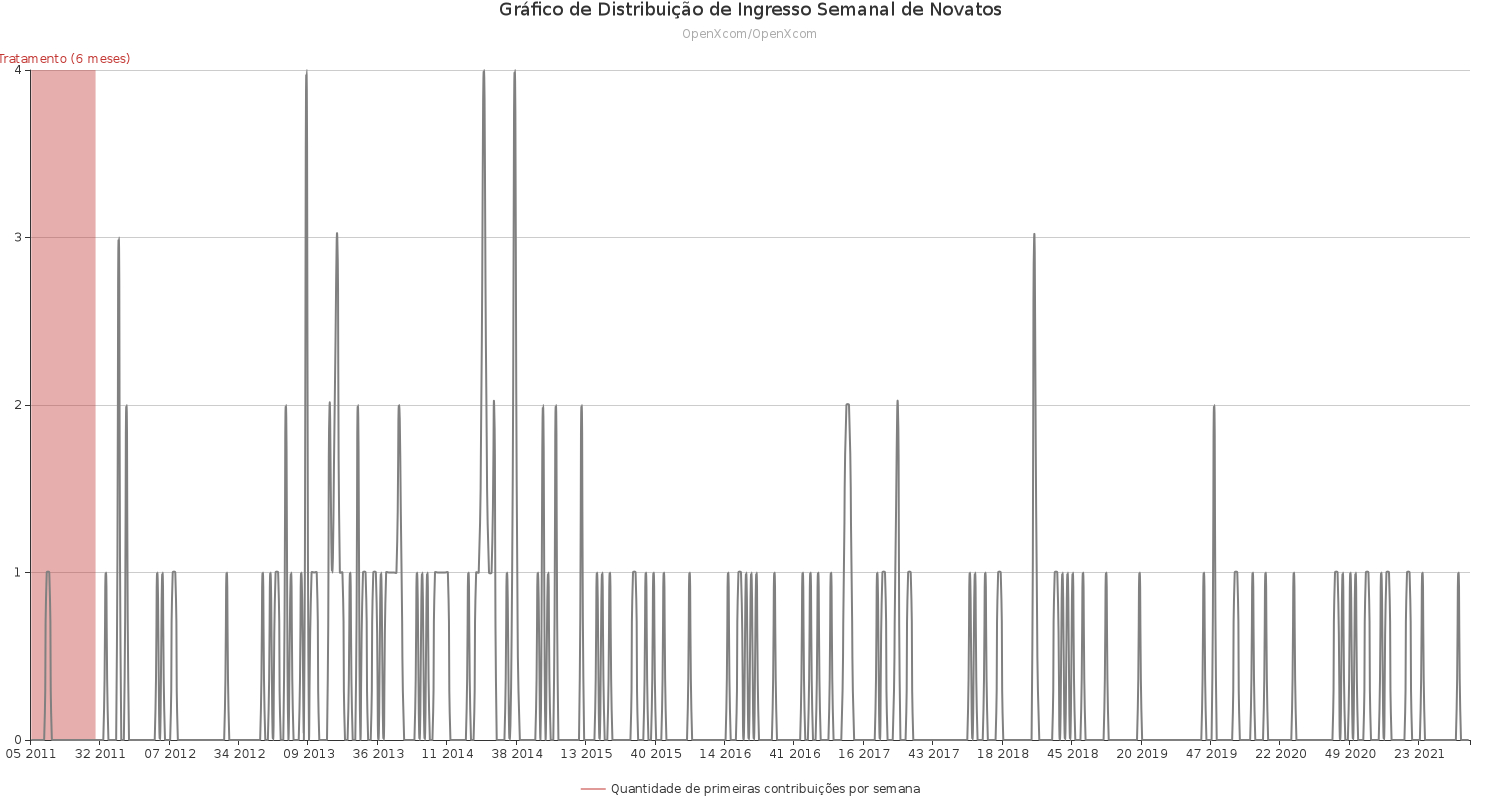 Gráfico de Distribuição de Ingresso Semanal de Novatos
OpenXcom/OpenXcom
Tratamento (6 meses)
4
3
2
1
0
05 2011 32 2011 07 2012 34 2012 09 2013 36 2013 11 2014 38 2014 13 2015 40 2015 14 2016 41 2016 16 2017 43 2017 18 2018 45 2018 20 2019 47 2019 22 2020 49 2020 23 2021
Quantidade de primeiras contribuições por semana